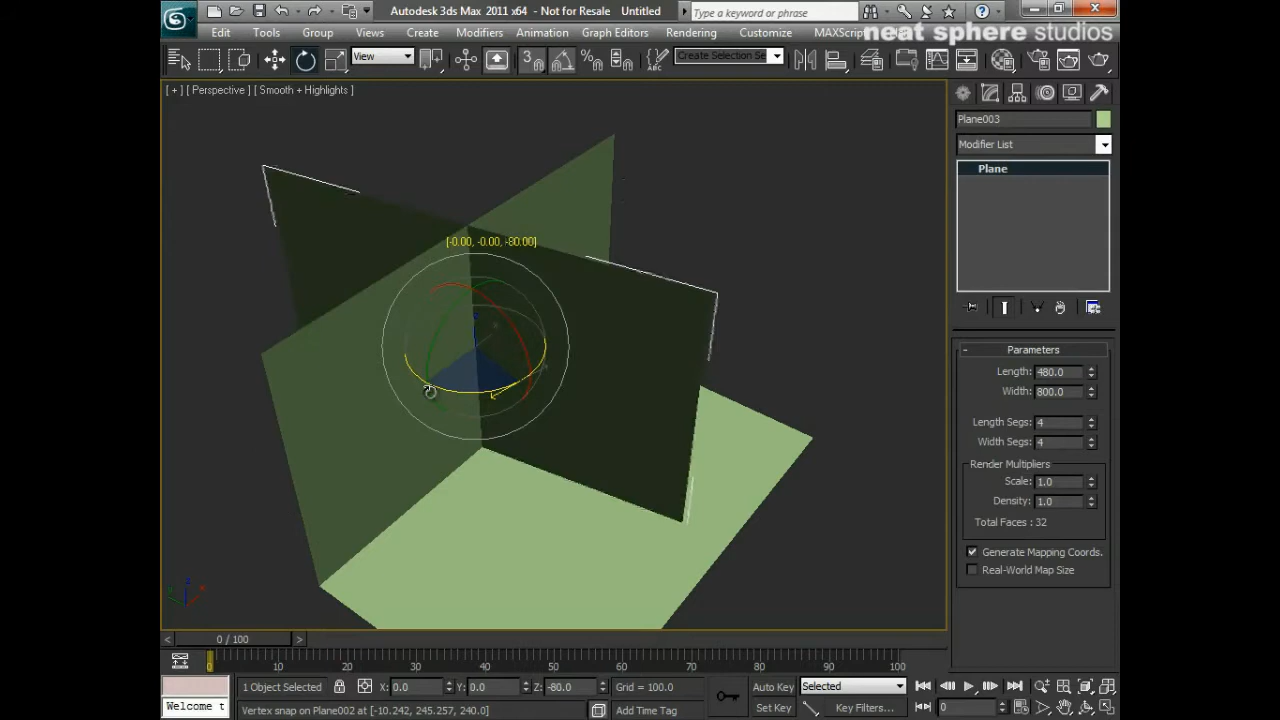 Autodesk 3ds Max 2011 x64 - Not for Resale Untitled
Type a keyword or phrase
Edit Tools Group Views Create Modifiers Animation Graph Editors Rendering Customize MAXScri
neat sphere studios
View
3
Create Selection Se
[ + ] [ Perspective ] [ Smooth + Highlights ]
Plane003
Modifier List
Plane
[-0.00, -0.00, -80.00]
- Parameters
Length: 480.0
Width: 800.0
Length Segs: 4
Width Segs: 4
Render Multipliers
Scale: 1.0
Density: 1.0
Total Faces : 32
Generate Mapping Coords.
Real-World Map Size
< 0 / 100 >
0 10 20 30 40 50 60 70 80 90 100
1 Object Selected X: 0.0 Y: 0.0 Z: -80.0 Grid = 100.0 Auto Key Selected
Welcome t Vertex snap on Plane002 at [-10.242, 245.257, 240.0] Add Time Tag Set Key Key Filters... 0